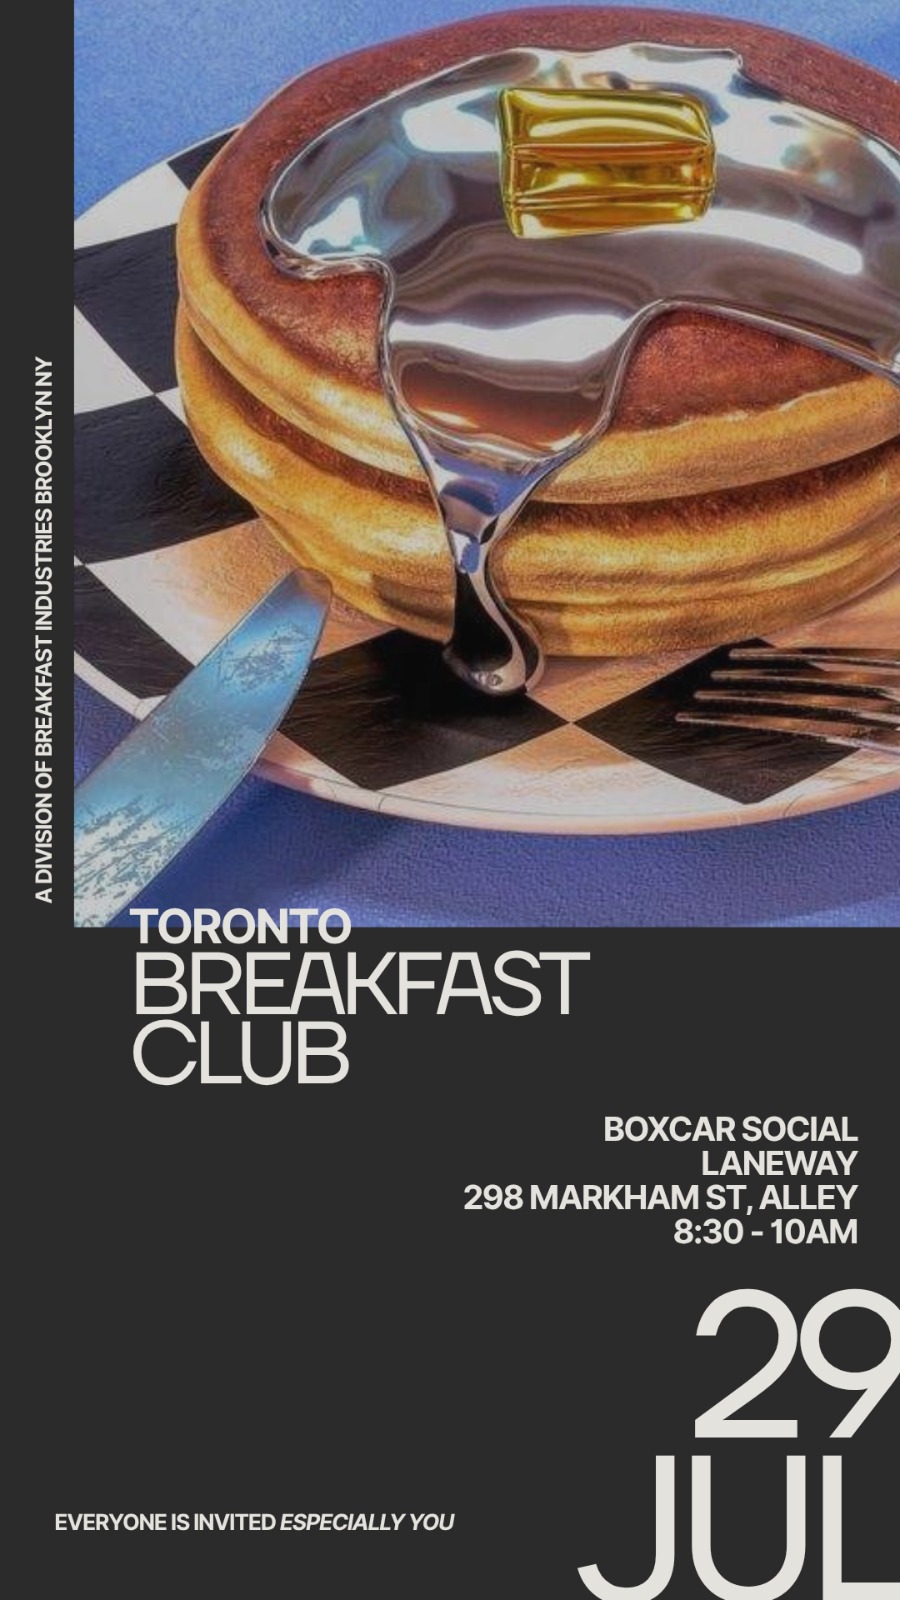 A DIVISION OF BREAKFAST INDUSTRIES BROOKLYN NY
TORONTO
BREAKFAST
CLUB
BOXCAR SOCIAL
LANEWAY
298 MARKHAM ST, ALLEY
8:30 - 10AM
29
JUL
EVERYONE IS INVITED ESPECIALLY YOU